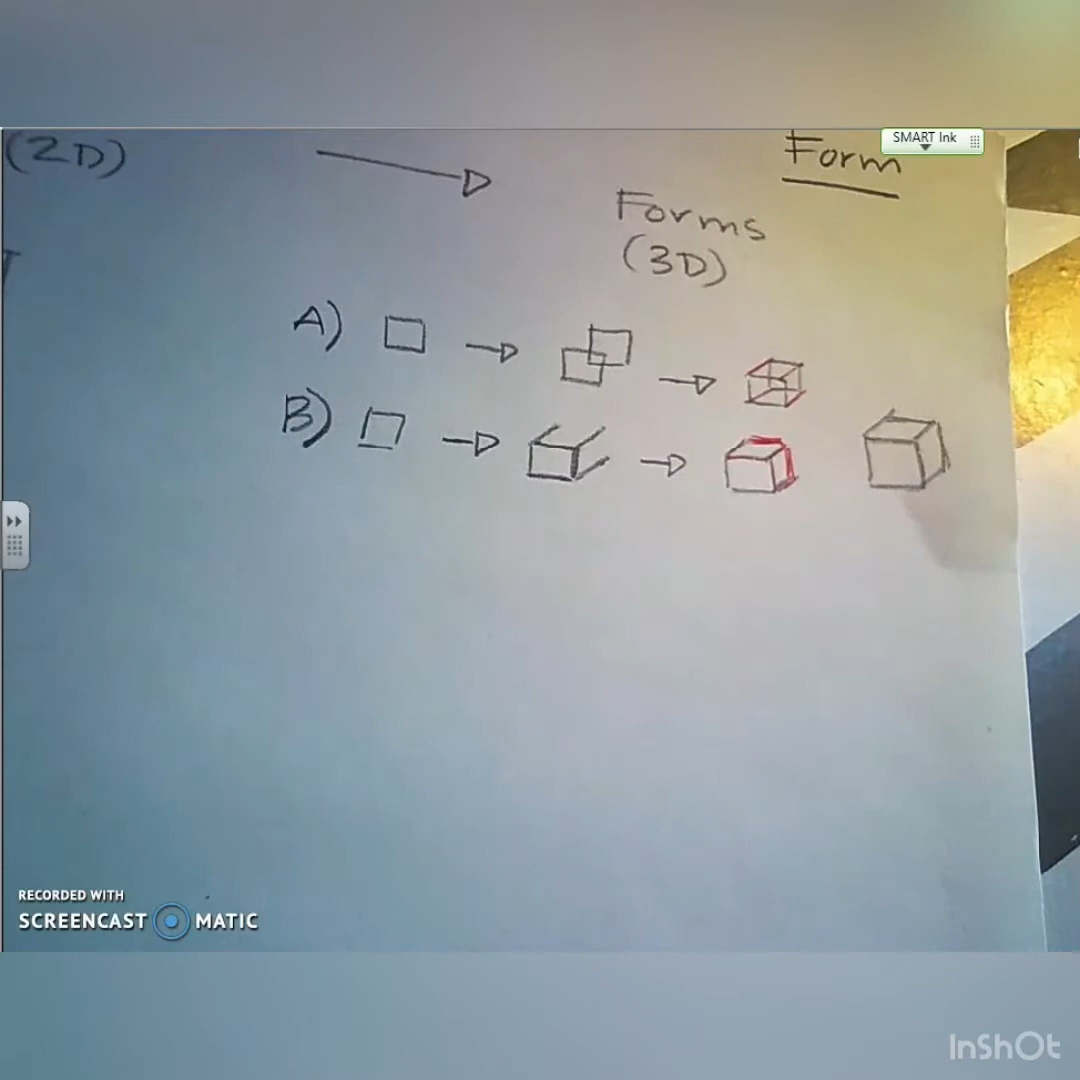 (2D)
Form
SMART Ink
Forms
(3D)
A)
B)
RECORDED WITH
SCREENCAST MATIC
InShOt